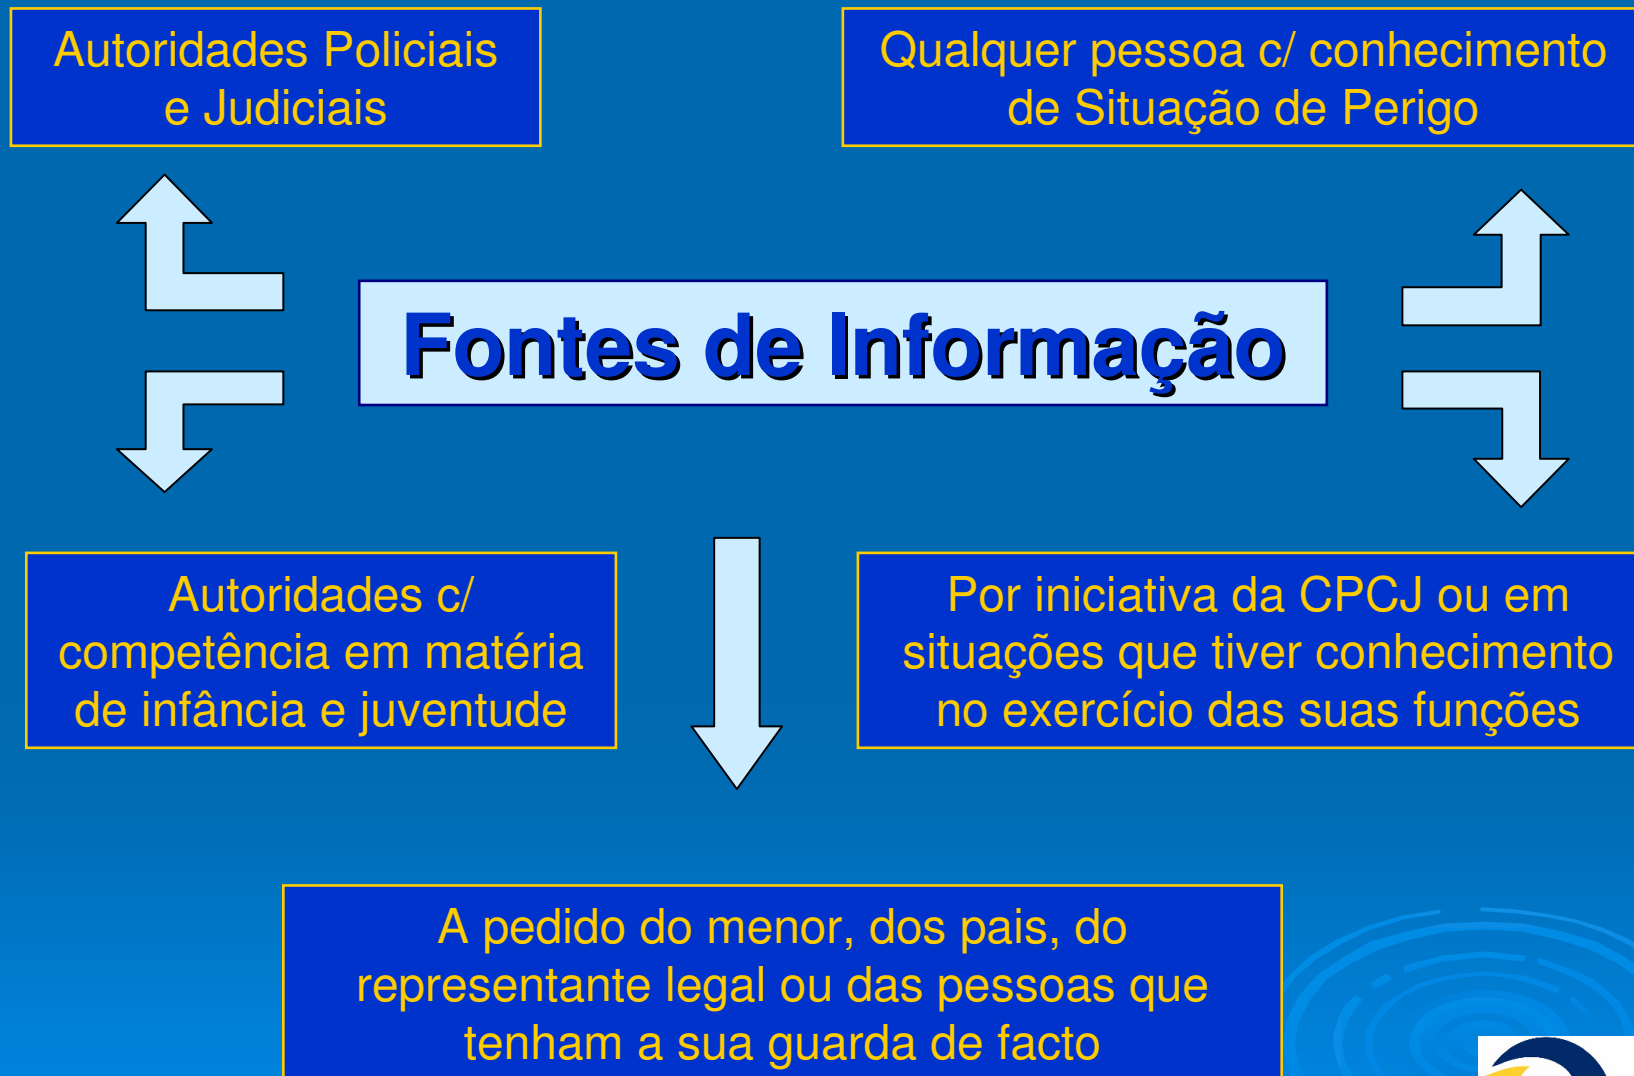 Autoridades Policiais
e Judiciais
Qualquer pessoa c/ conhecimento
de Situação de Perigo
Fontes de Informação
Autoridades c/
competência em matéria
de infância e juventude
Por iniciativa da CPCJ ou em
situações que tiver conhecimento
no exercício das suas funções
A pedido do menor, dos pais, do
representante legal ou das pessoas que
tenham a sua guarda de facto